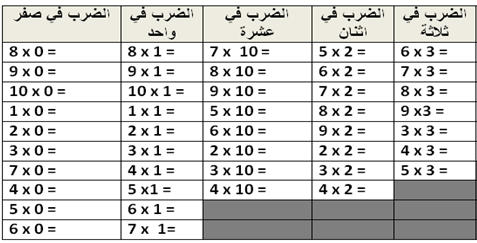 الضرب في صفر الضرب في واحد الضرب في عشرة الضرب في اثنان الضرب في ثلاثة
8 x 0 = 8 x 1 = 7 x 10 = 5 x 2 = 6 x 3 =
9 x 0 = 9 x 1 = 8 x 10 = 6 x 2 = 7 x 3 =
10 x 0 = 10 x 1 = 9 x 10 = 7 x 2 = 8 x 3 =
1 x 0 = 1 x 1 = 5 x 10 = 8 x 2 = 9 x3 =
2 x 0 = 2 x 1 = 6 x 10 = 9 x 2 = 3 x 3 =
3 x 0 = 3 x 1 = 2 x 10 = 2 x 2 = 4 x 3 =
7 x 0 = 4 x 1 = 3 x 10 = 3 x 2 = 5 x 3 =
4 x 0 = 5 x1 = 4 x 10 = 4 x 2 =
5 x 0 = 6 x 1 =
6 x 0 = 7 x 1=